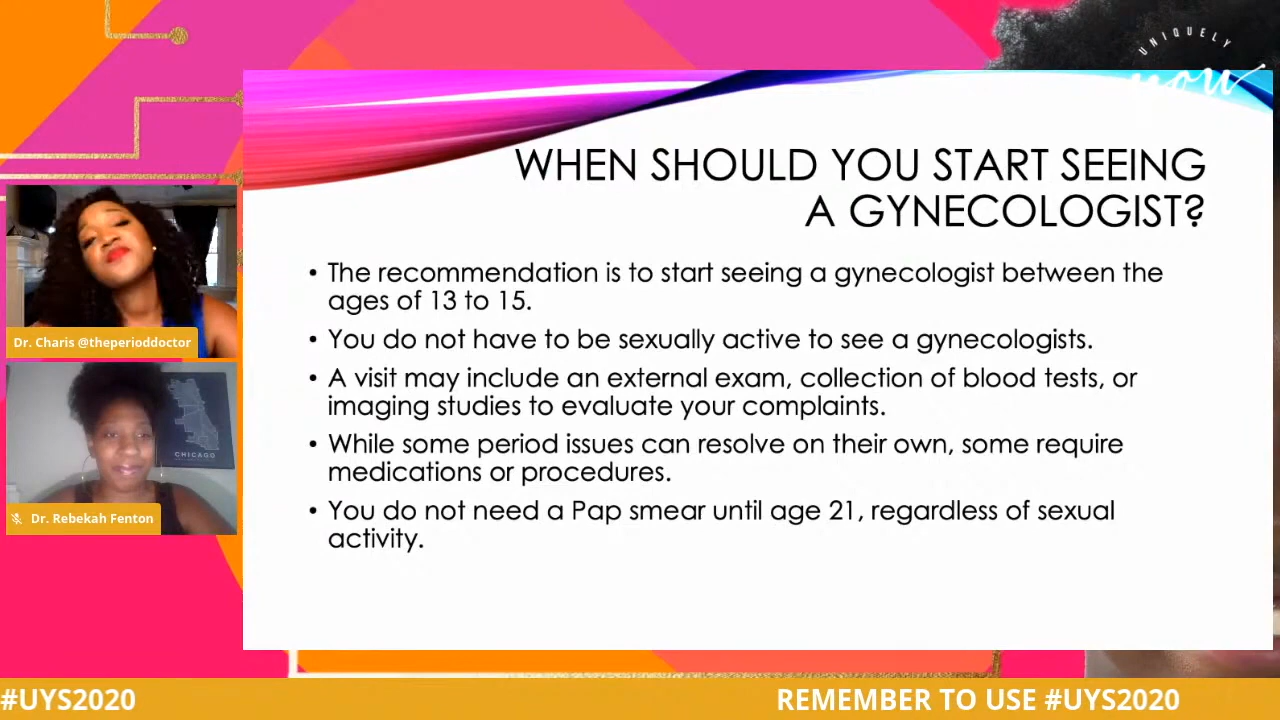 UNIQUELY
you
WHEN SHOULD YOU START SEEING
A GYNECOLOGIST?
• The recommendation is to start seeing a gynecologist between the
ages of 13 to 15.
• You do not have to be sexually active to see a gynecologists.
• A visit may include an external exam, collection of blood tests, or
imaging studies to evaluate your complaints.
• While some period issues can resolve on their own, some require
medications or procedures.
• You do not need a Pap smear until age 21, regardless of sexual
activity.
Dr. Charis @theperioddoctor
CHICAGO
Dr. Rebekah Fenton
#UYS2020
REMEMBER TO USE #UYS2020